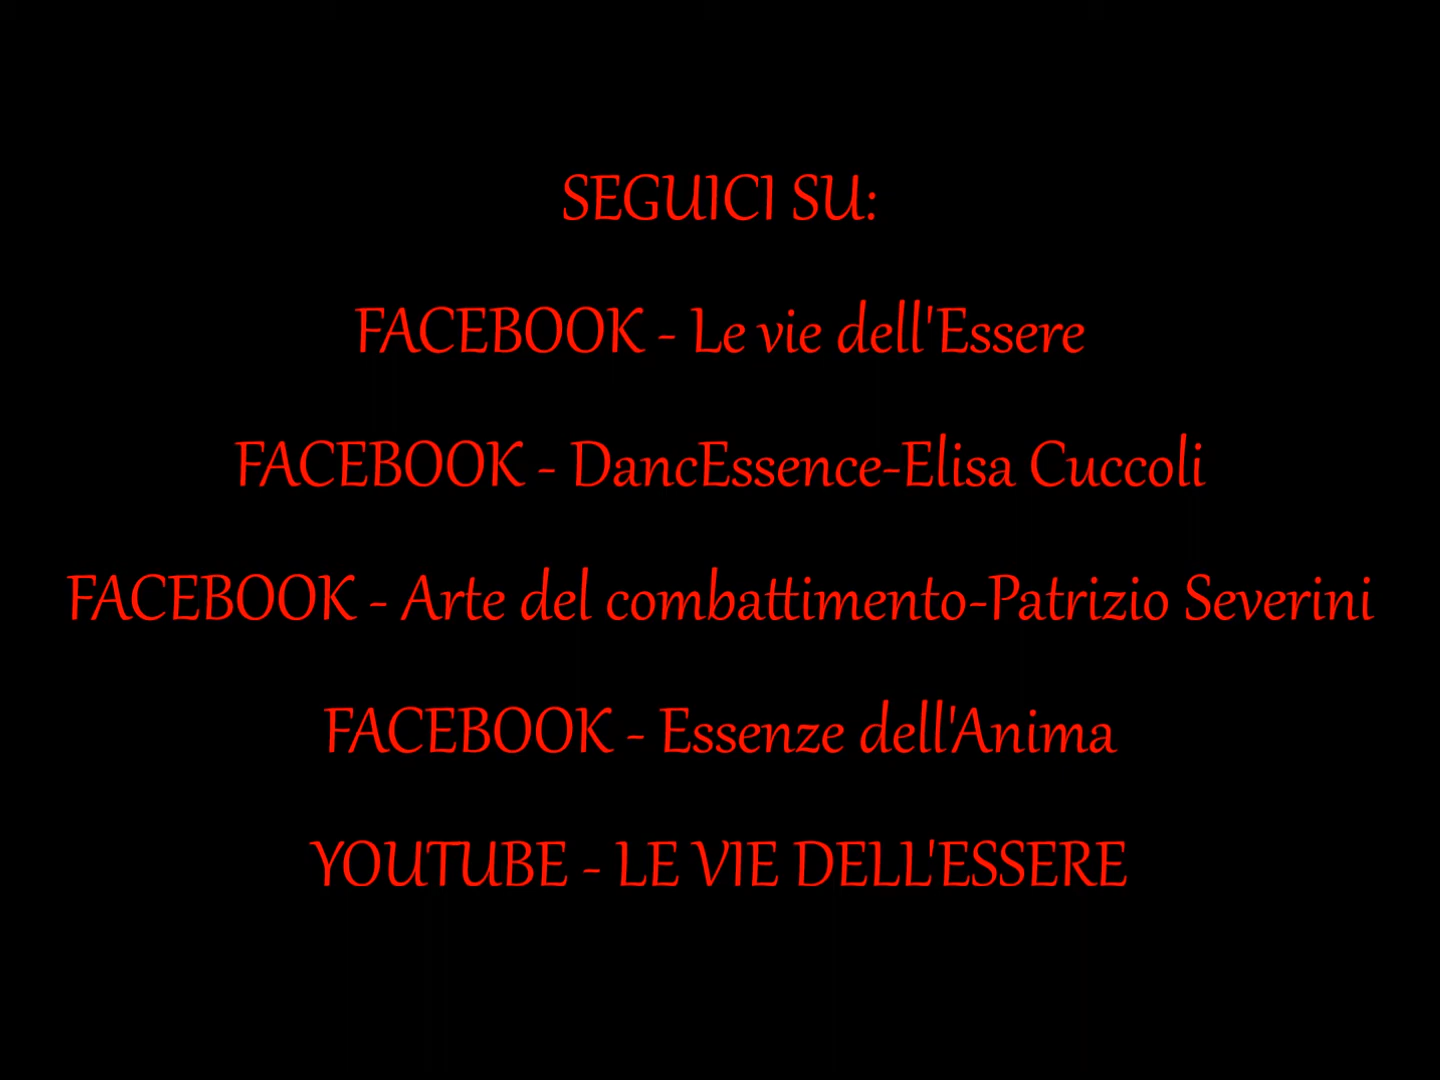 SEGUICI SU:
FACEBOOK - Le vie dell'Essere
FACEBOOK - DancEssence-Elisa Cuccoli
FACEBOOK - Arte del combattimento-Patrizio Severini
FACEBOOK - Essenze dell'Anima
YOUTUBE - LE VIE DELL'ESSERE